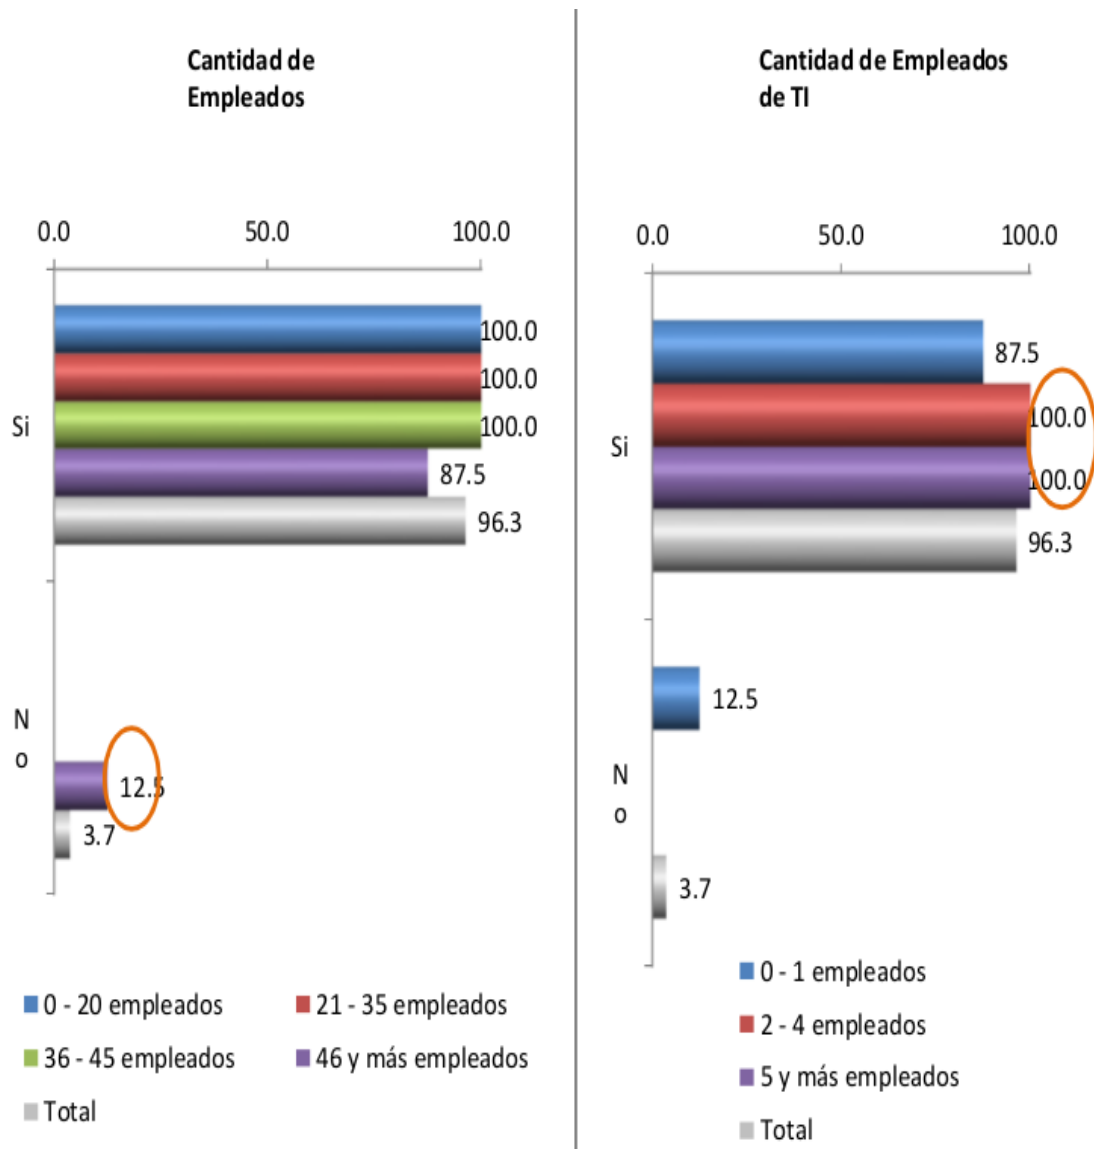 Cantidad de
Empleados
0.0 50.0 100.0
Si
100.0
100.0
100.0
87.5
96.3
N
o
12.5
3.7
0 - 20 empleados
21 - 35 empleados
36 - 45 empleados
46 y más empleados
Total
Cantidad de Empleados
de TI
0.0 50.0 100.0
Si
87.5
100.0
100.0
96.3
N
o
12.5
3.7
0 - 1 empleados
2 - 4 empleados
5 y más empleados
Total